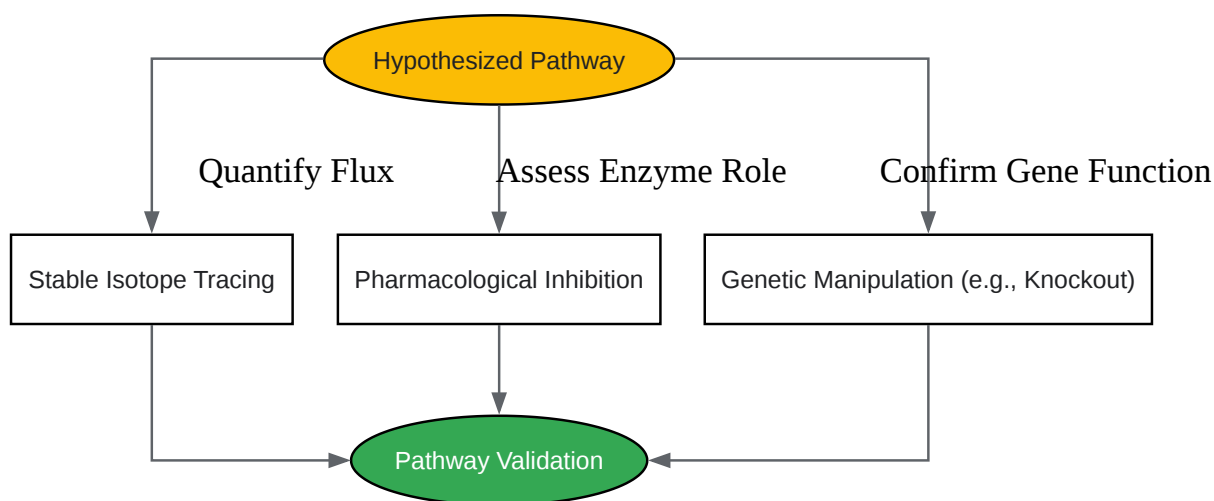 Hypothesized Pathway
Quantify Flux
Assess Enzyme Role
Confirm Gene Function
Stable Isotope Tracing
Pharmacological Inhibition
Genetic Manipulation (e.g., Knockout)
Pathway Validation